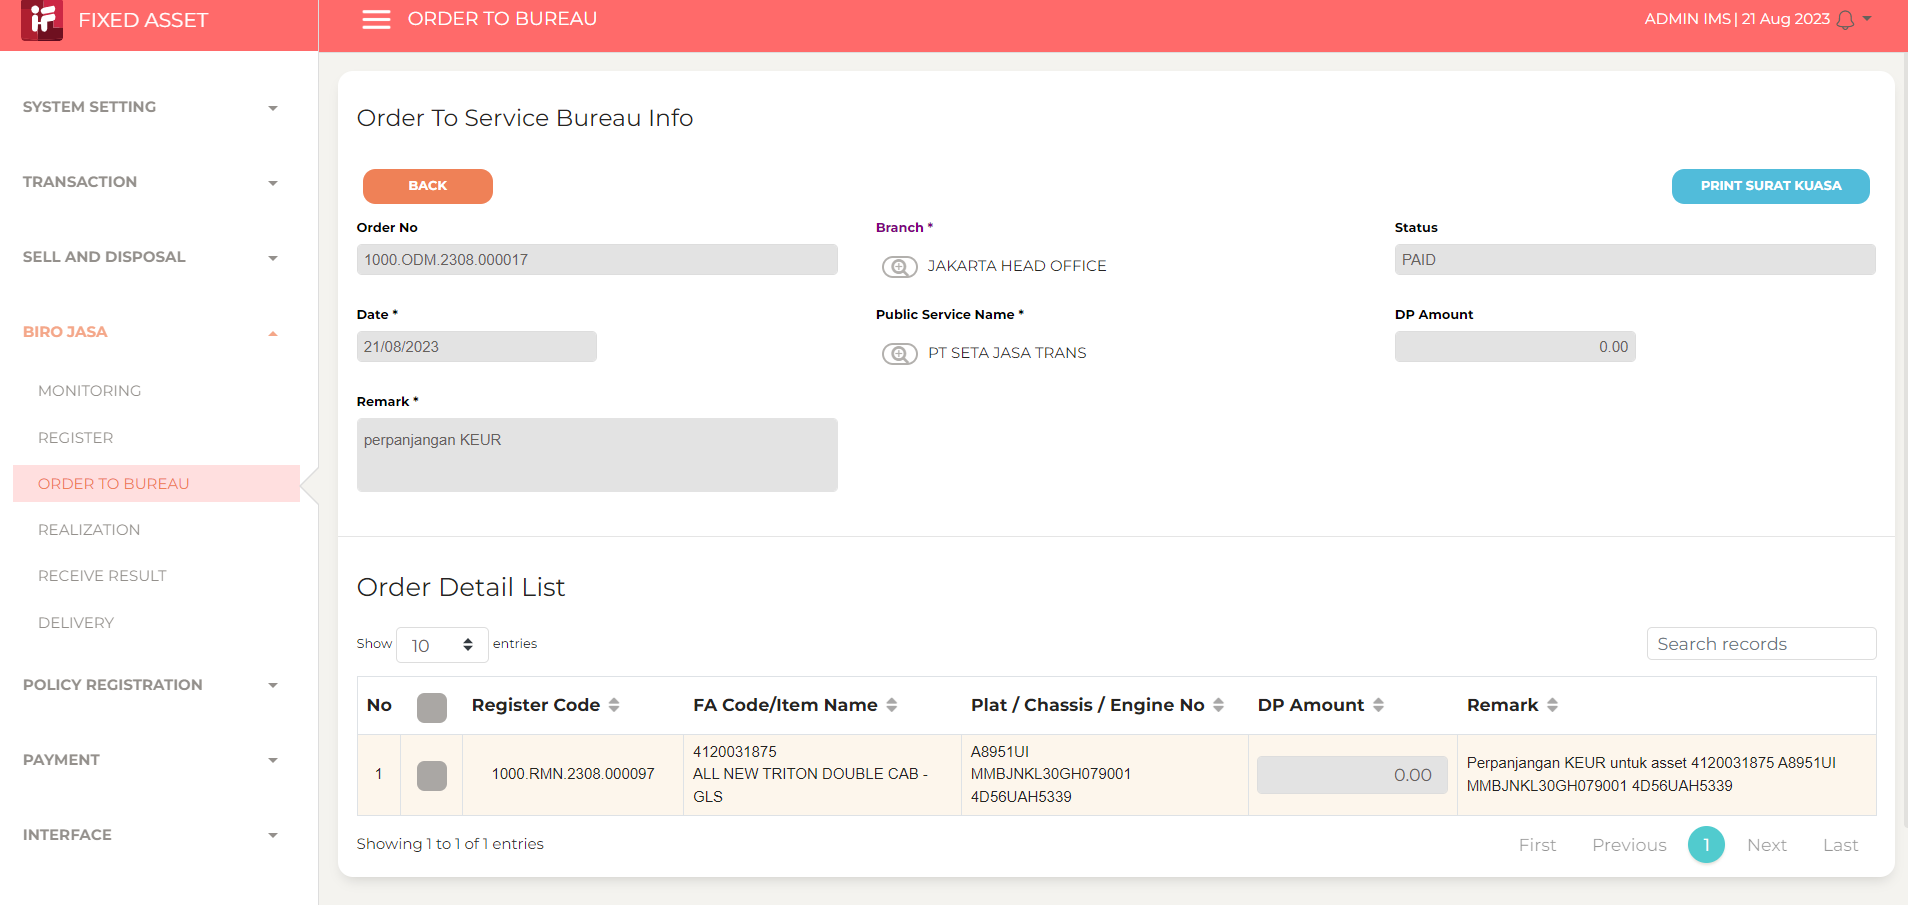 FIXED ASSET
ORDER TO BUREAU
ADMIN IMS | 21 Aug 2023
SYSTEM SETTING
TRANSACTION
SELL AND DISPOSAL
BIRO JASA
MONITORING
REGISTER
ORDER TO BUREAU
REALIZATION
RECEIVE RESULT
DELIVERY
POLICY REGISTRATION
PAYMENT
INTERFACE
Order To Service Bureau Info
BACK
PRINT SURAT KUASA
Order No
1000.ODM.2308.000017
Branch *
JAKARTA HEAD OFFICE
Status
PAID
Date *
21/08/2023
Public Service Name *
PT SETA JASA TRANS
DP Amount
0.00
Remark *
perpanjangan KEUR
Order Detail List
Show 10 entries
Search records
No Register Code FA Code/Item Name Plat / Chassis / Engine No DP Amount Remark
1
1000.RMN.2308.000097
4120031875
ALL NEW TRITON DOUBLE CAB -
GLS
A8951UI
MMBJNKL30GH079001
4D56UAH5339
0.00
Perpanjangan KEUR untuk asset 4120031875 A8951UI
MMBJNKL30GH079001 4D56UAH5339
Showing 1 to 1 of 1 entries
First Previous 1 Next Last